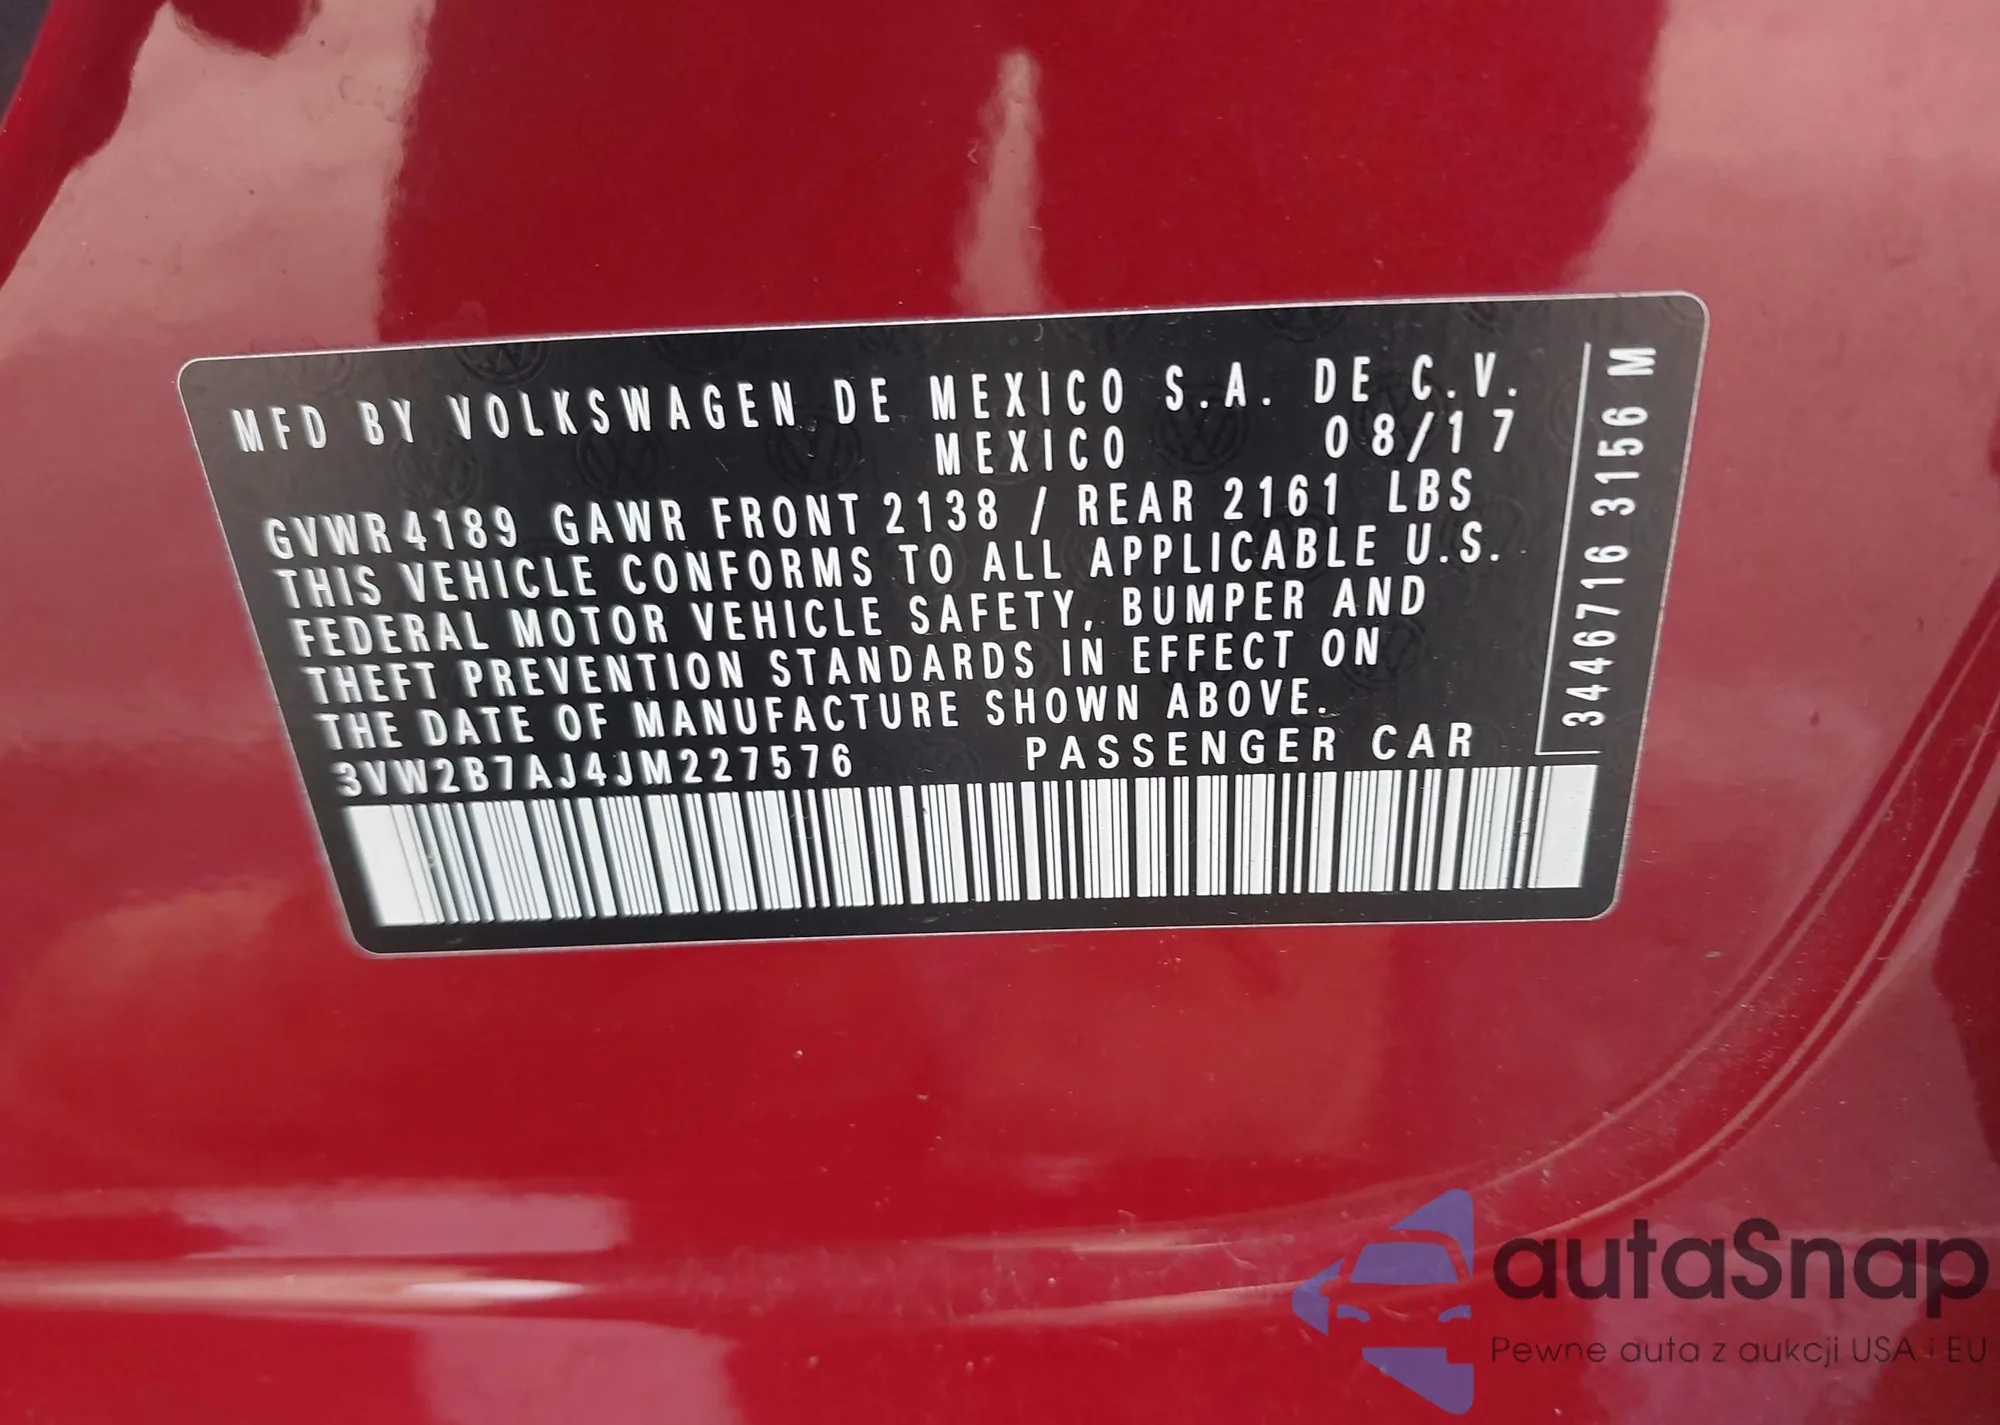 MFD BY VOLKSWAGEN DE MEXICO S.A. DE C.V.
MEXICO 08/17
GVWR 4189 GAWR FRONT 2138 / REAR 2161 LBS
THIS VEHICLE CONFORMS TO ALL APPLICABLE U.S.
FEDERAL MOTOR VEHICLE SAFETY, BUMPER AND
THEFT PREVENTION STANDARDS IN EFFECT ON
THE DATE OF MANUFACTURE SHOWN ABOVE.
3VW2B7AJ4JM227576 PASSENGER CAR
3446716 3156 M
autaSnap
Pewne auta z aukcji USA i EU